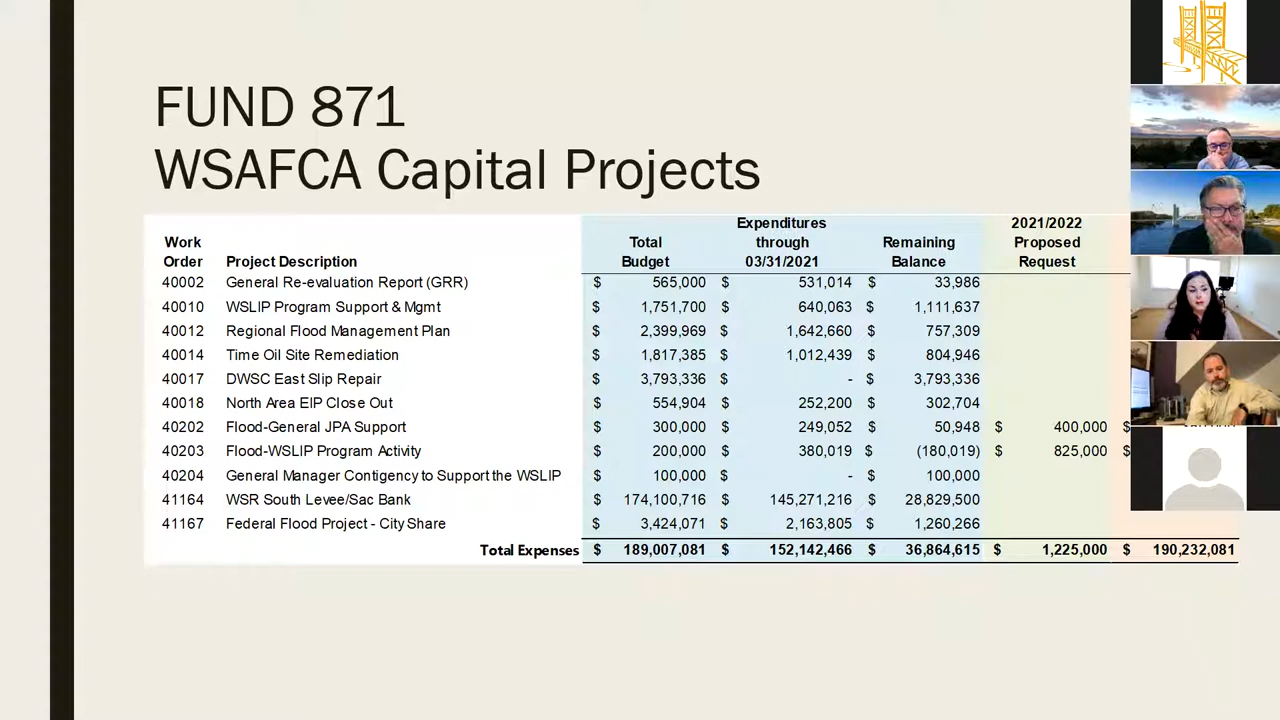 FUND 871
WSAFCA Capital Projects
Work Order Project Description Total Budget Expenditures through 03/31/2021 Remaining Balance 2021/2022 Proposed Request
40002 General Re-evaluation Report (GRR) $ 565,000 $ 531,014 $ 33,986
40010 WSLIP Program Support & Mgmt $ 1,751,700 $ 640,063 $ 1,111,637
40012 Regional Flood Management Plan $ 2,399,969 $ 1,642,660 $ 757,309
40014 Time Oil Site Remediation $ 1,817,385 $ 1,012,439 $ 804,946
40017 DWSC East Slip Repair $ 3,793,336 $ - $ 3,793,336
40018 North Area EIP Close Out $ 554,904 $ 252,200 $ 302,704
40202 Flood-General JPA Support $ 300,000 $ 249,052 $ 50,948 $ 400,000 $
40203 Flood-WSLIP Program Activity $ 200,000 $ 380,019 $ (180,019) $ 825,000 $
40204 General Manager Contigency to Support the WSLIP $ 100,000 $ - $ 100,000
41164 WSR South Levee/Sac Bank $ 174,100,716 $ 145,271,216 $ 28,829,500
41167 Federal Flood Project - City Share $ 3,424,071 $ 2,163,805 $ 1,260,266
Total Expenses $ 189,007,081 $ 152,142,466 $ 36,864,615 $ 1,225,000 $ 190,232,081